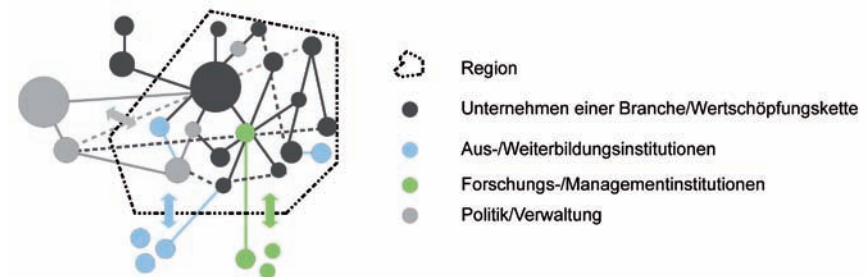 Region
Unternehmen einer Branche/Wertschöpfungskette
Aus-/Weiterbildungsinstitutionen
Forschungs-/Managementinstitutionen
Politik/Verwaltung